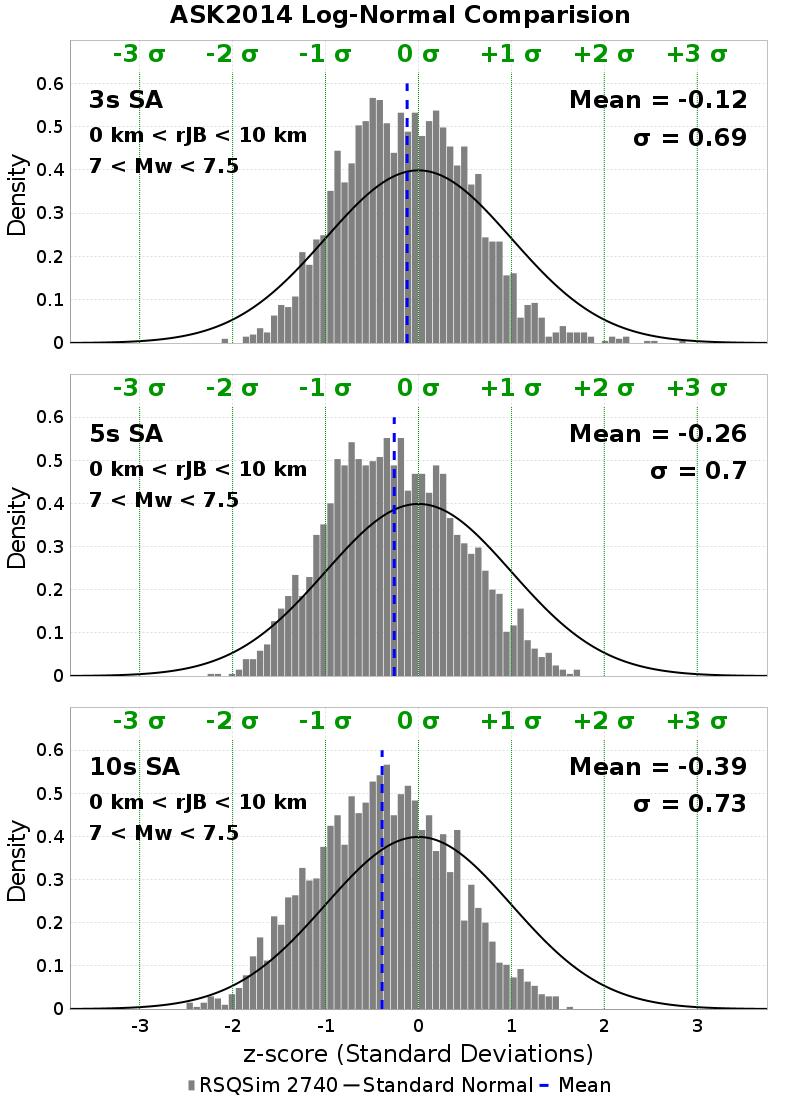 ASK2014 Log-Normal Comparision
-3 σ -2 σ -1 σ 0 σ +1 σ +2 σ +3 σ
3s SA
0 km < rJB < 10 km
7 < Mw < 7.5
Mean = -0.12
σ = 0.69
Density
0.6
0.5
0.4
0.3
0.2
0.1
0
-3 σ -2 σ -1 σ 0 σ +1 σ +2 σ +3 σ
5s SA
0 km < rJB < 10 km
7 < Mw < 7.5
Mean = -0.26
σ = 0.7
Density
0.6
0.5
0.4
0.3
0.2
0.1
0
-3 σ -2 σ -1 σ 0 σ +1 σ +2 σ +3 σ
10s SA
0 km < rJB < 10 km
7 < Mw < 7.5
Mean = -0.39
σ = 0.73
Density
0.6
0.5
0.4
0.3
0.2
0.1
0
-3 -2 -1 0 1 2 3
z-score (Standard Deviations)
RSQSim 2740 Standard Normal Mean